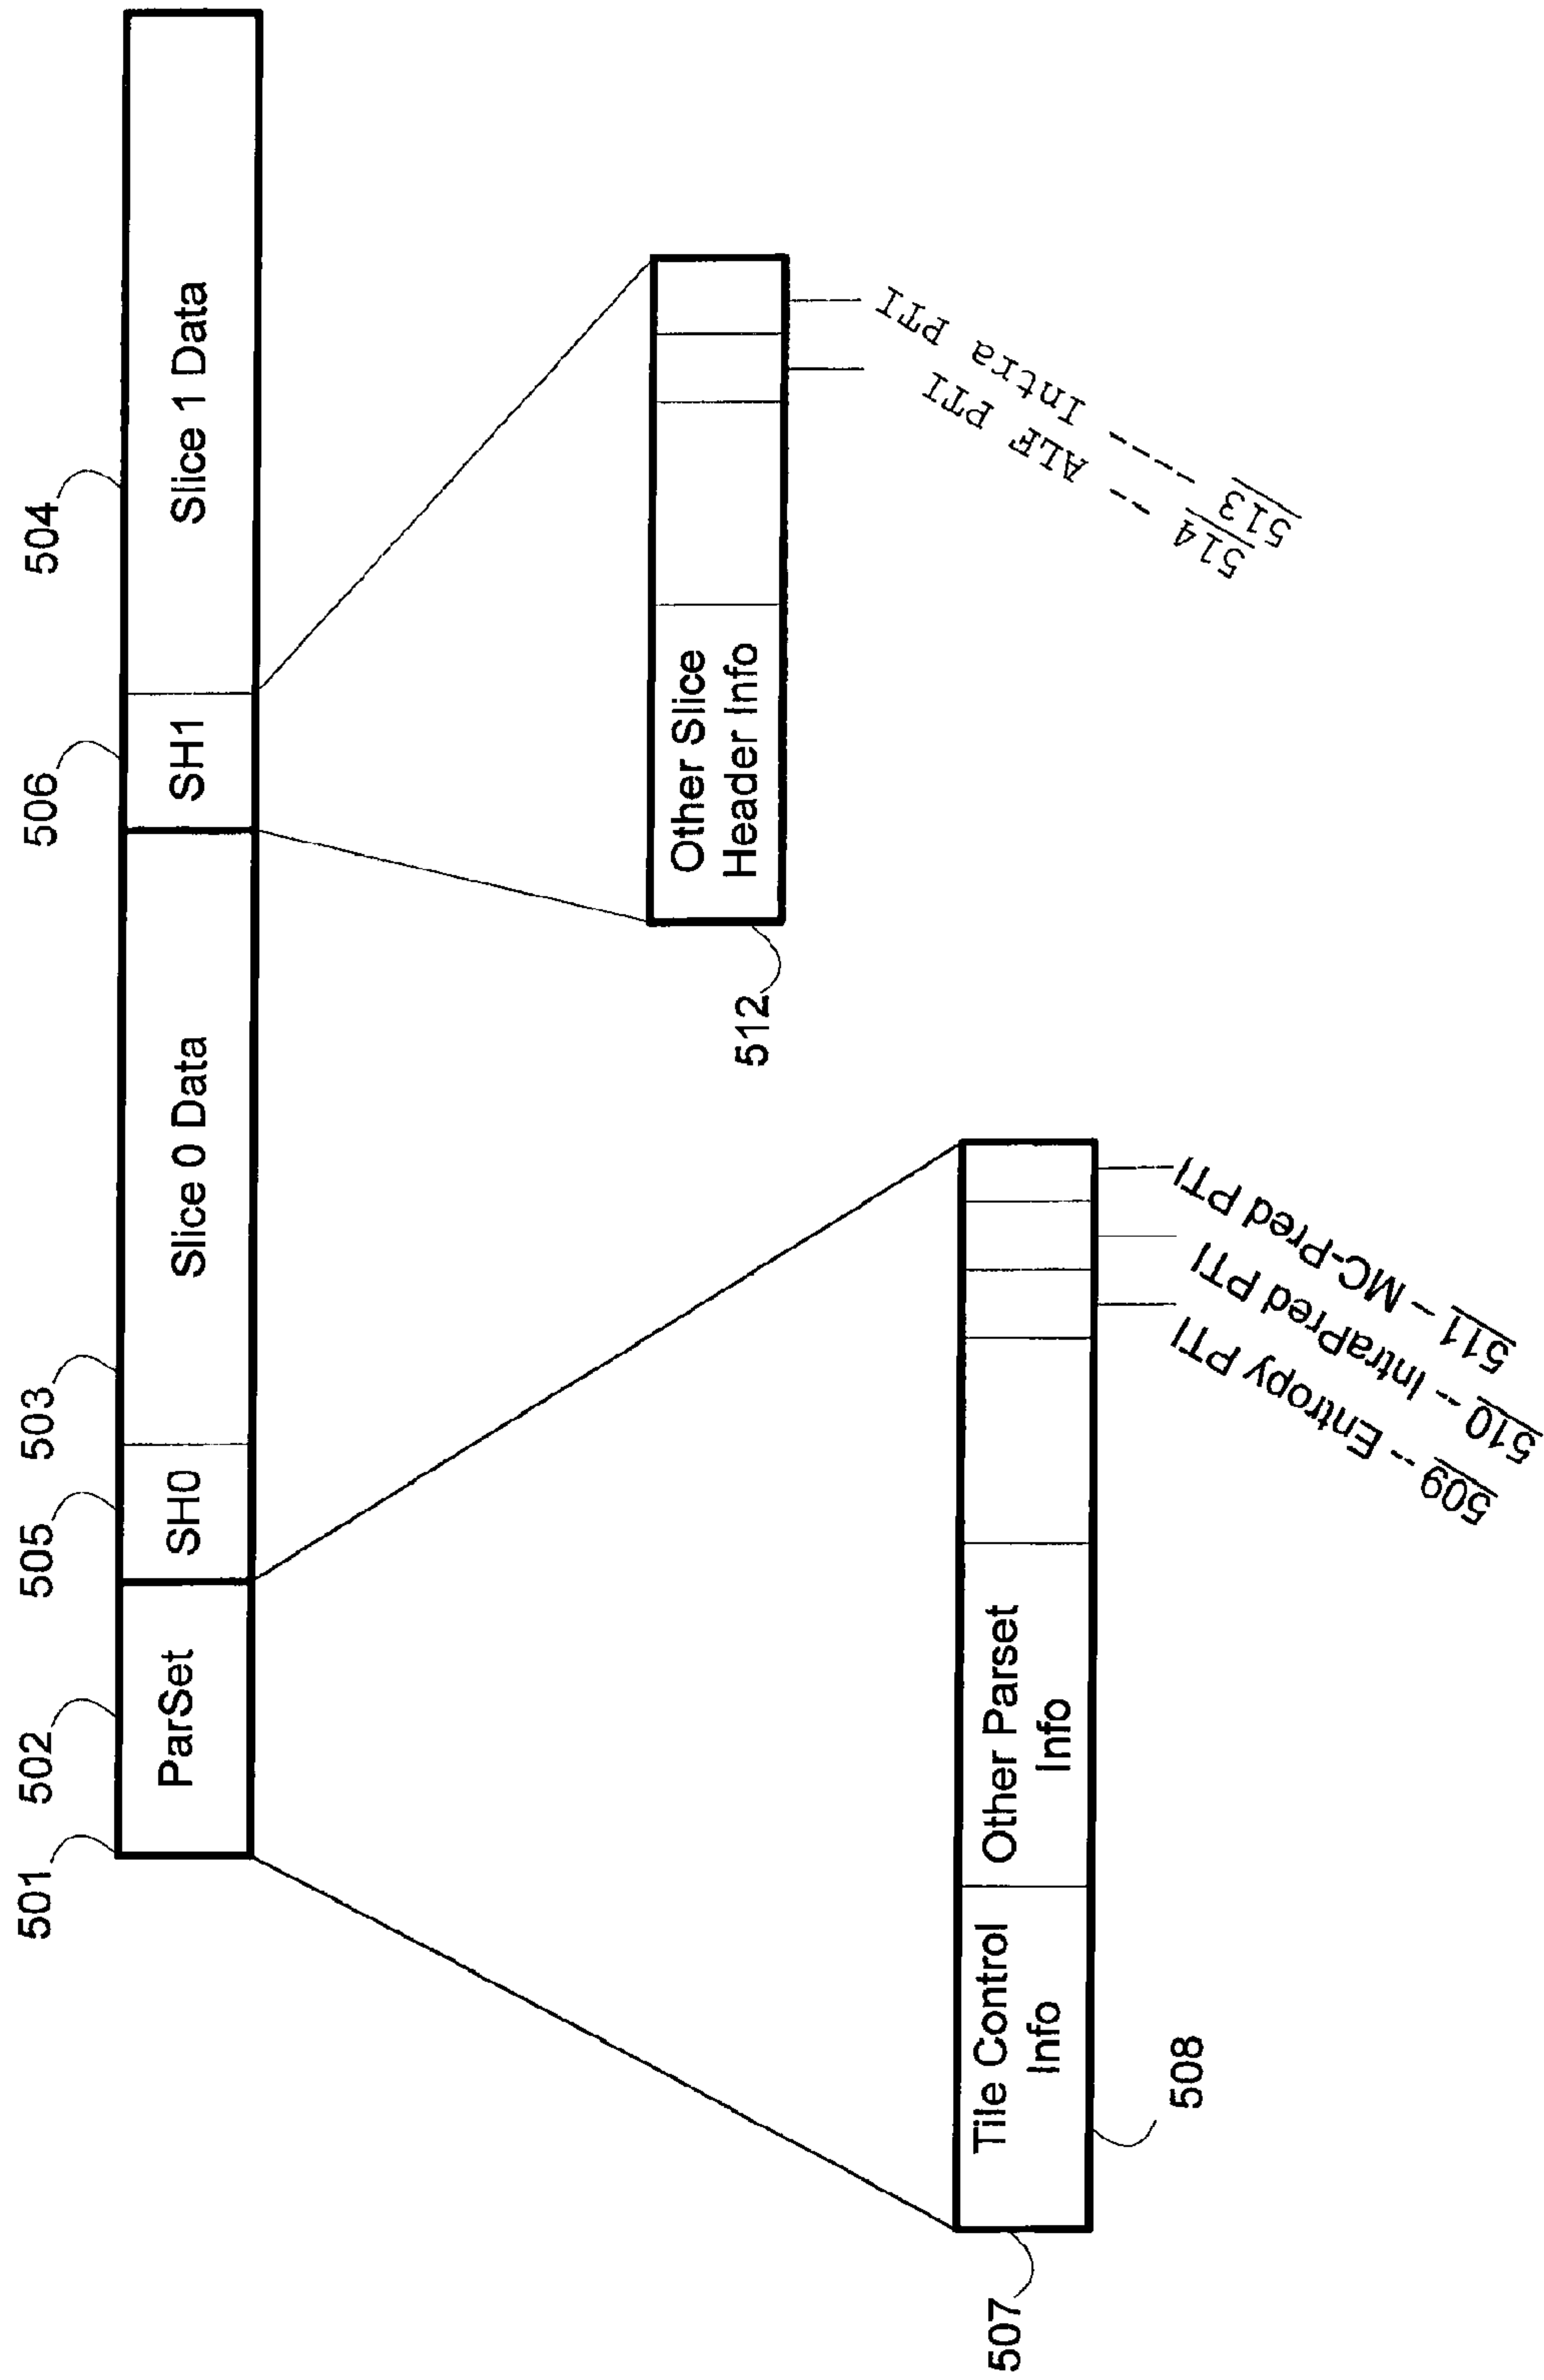 501
502
505
503
506
504
ParSet
SH0
Slice 0 Data
SH1
Slice 1 Data
512
Other Slice
Header Info
514 -- ALF PTI
513 ---- Intra PTI
507
Tile Control
Info
Other Parset
Info
508
509 -- Entropy PTI
510 -- IntraPred PTI
511 -- MC-Pred PTI